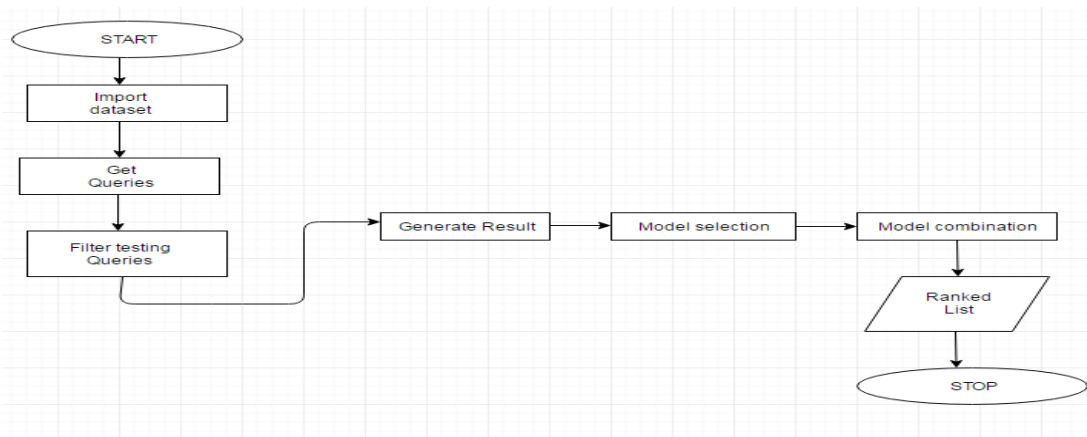 START
Import
dataset
Get
Queries
Filter testing
Queries
Generate Result
Model selection
Model combination
Ranked
List
STOP